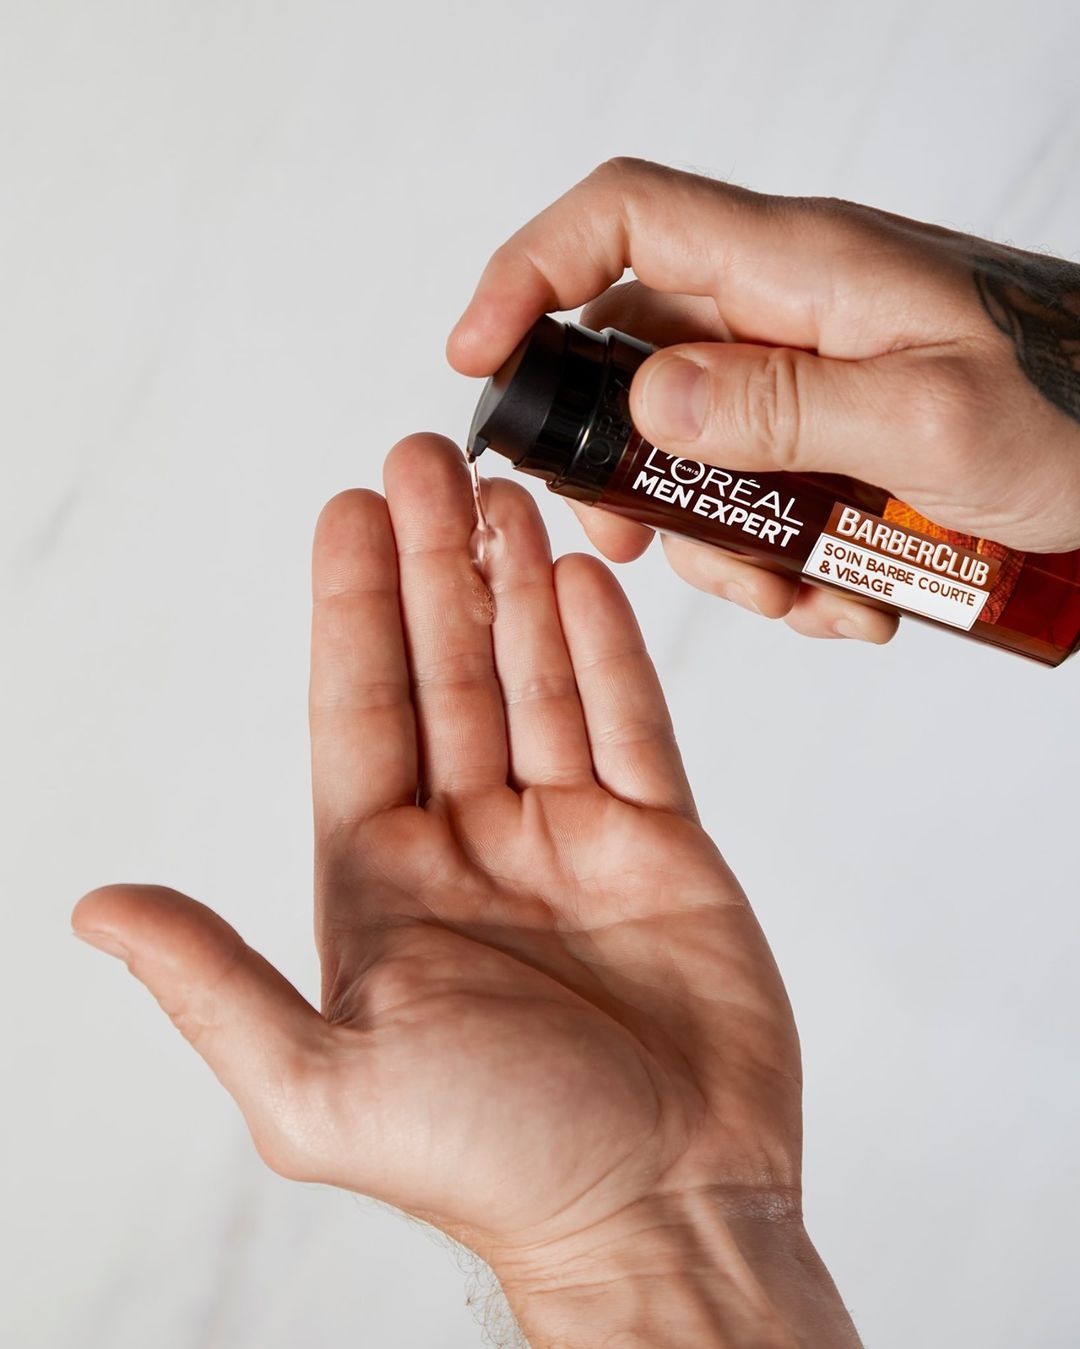 L'ORÉAL
PARIS
MEN EXPERT
BARBERCLUB
SOIN BARBE COURTE
& VISAGE